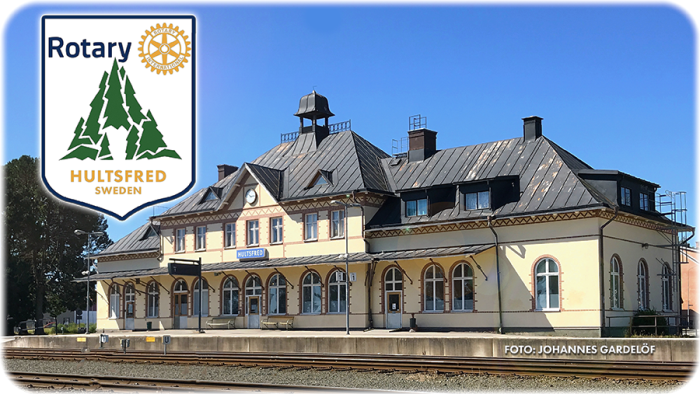 Rotary
HULTSFRED
SWEDEN
HULTSFRED
FOTO: JOHANNES GARDELÖF